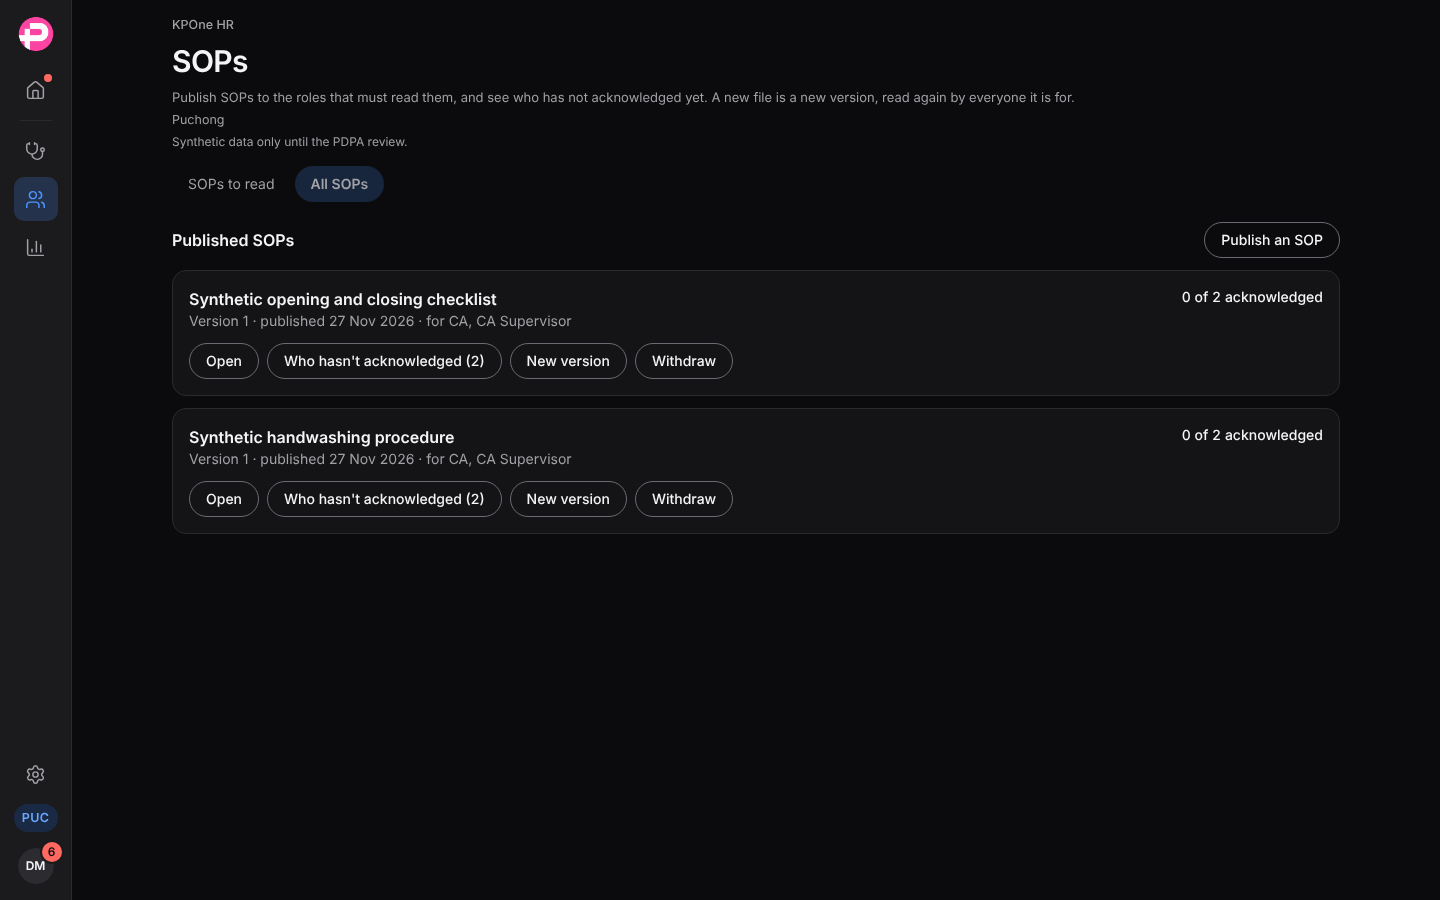 KPOne HR
SOPs
Publish SOPs to the roles that must read them, and see who has not acknowledged yet. A new file is a new version, read again by everyone it is for.
Puchong
Synthetic data only until the PDPA review.
SOPs to read
All SOPs
Published SOPs
Publish an SOP
Synthetic opening and closing checklist
0 of 2 acknowledged
Version 1 · published 27 Nov 2026 · for CA, CA Supervisor
Open
Who hasn't acknowledged (2)
New version
Withdraw
Synthetic handwashing procedure
0 of 2 acknowledged
Version 1 · published 27 Nov 2026 · for CA, CA Supervisor
Open
Who hasn't acknowledged (2)
New version
Withdraw
PUC
6
DM